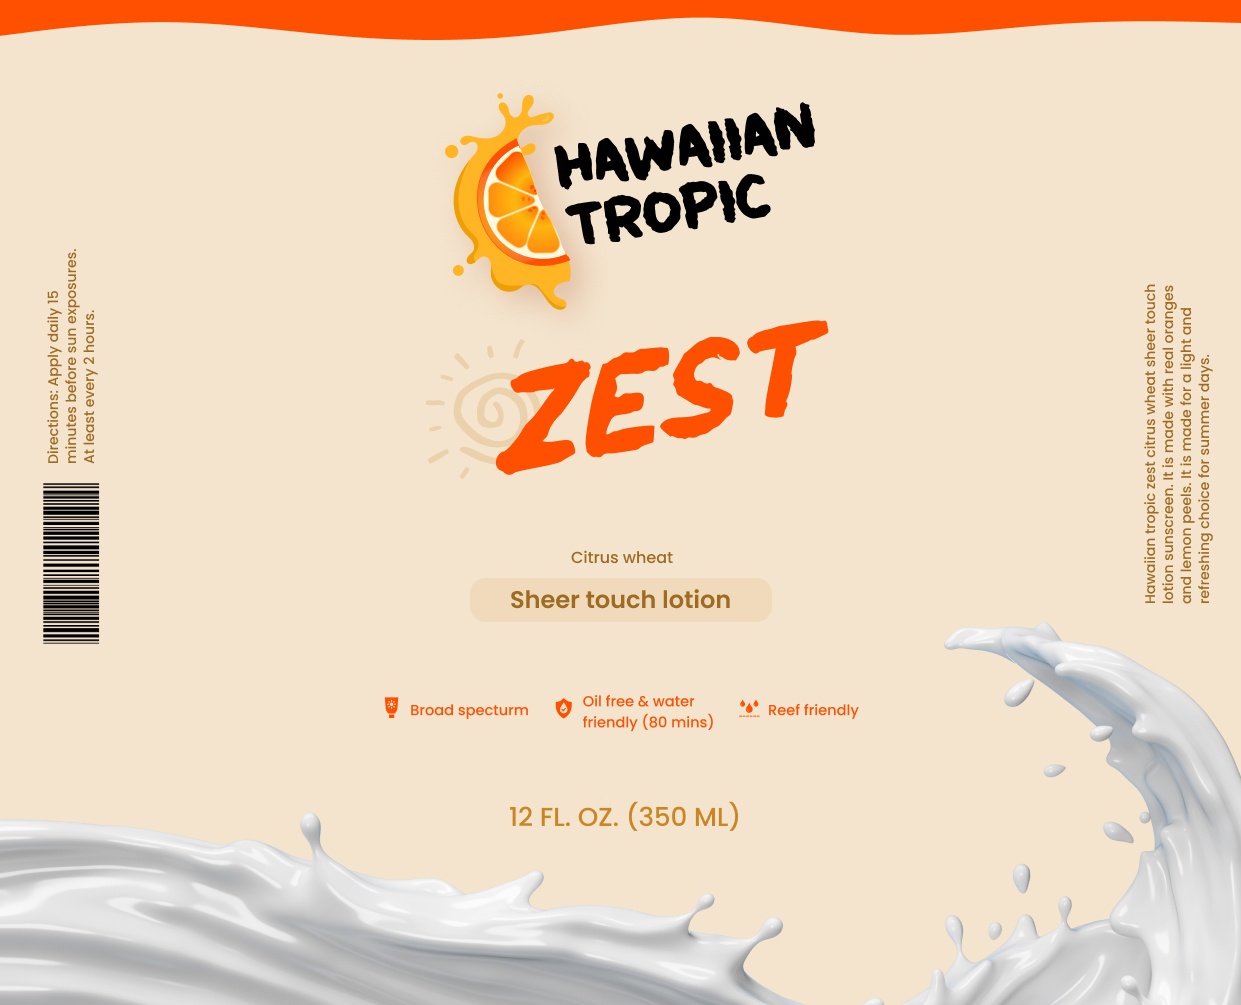 HAWAIIAN
TROPIC
ZEST
Citrus wheat
Sheer touch lotion
Broad specturm
Oil free & water
friendly (80 mins)
Reef friendly
12 FL. OZ. (350 ML)
Directions: Apply daily 15
minutes before sun exposures.
At least every 2 hours.
Hawaiian tropic zest citrus wheat sheer touch
lotion sunscreen. It is made with real oranges
and lemon peels. It is made for a light and
refreshing choice for summer days.